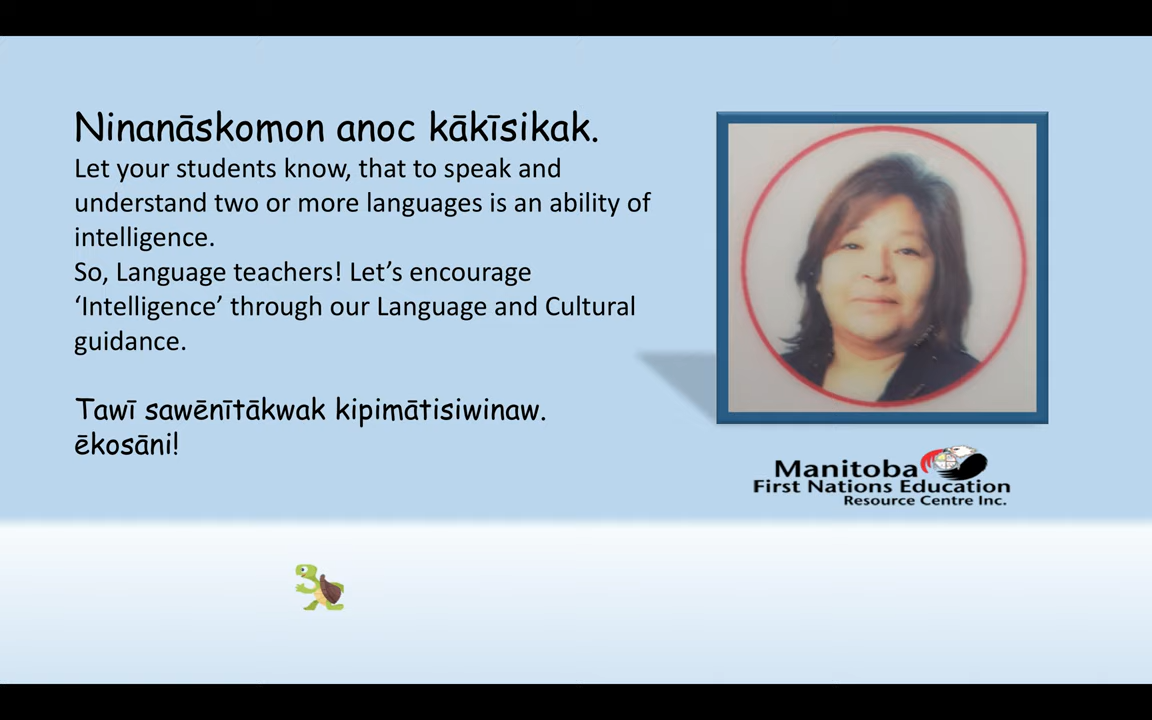 Ninanāskomon anoc kākīsikak.
Let your students know, that to speak and
understand two or more languages is an ability of
intelligence.
So, Language teachers! Let’s encourage
‘Intelligence’ through our Language and Cultural
guidance.
Tawī sawēnītākwak kipimātisiwinaw.
ēkosāni!
Manitoba
First Nations Education
Resource Centre Inc.